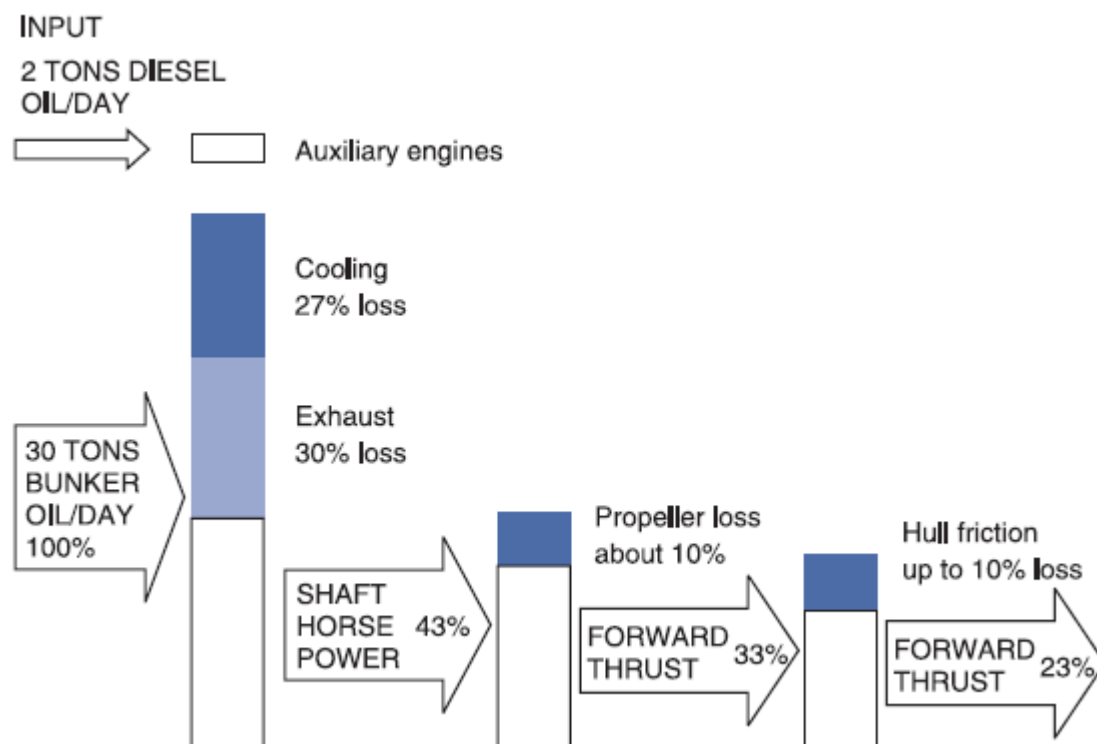 INPUT
2 TONS DIESEL
OIL/DAY
Auxiliary engines
Cooling
27% loss
Exhaust
30% loss
30 TONS
BUNKER
OIL/DAY
100%
SHAFT
HORSE 43%
POWER
Propeller loss
about 10%
FORWARD 33%
THRUST
Hull friction
up to 10% loss
FORWARD 23%
THRUST